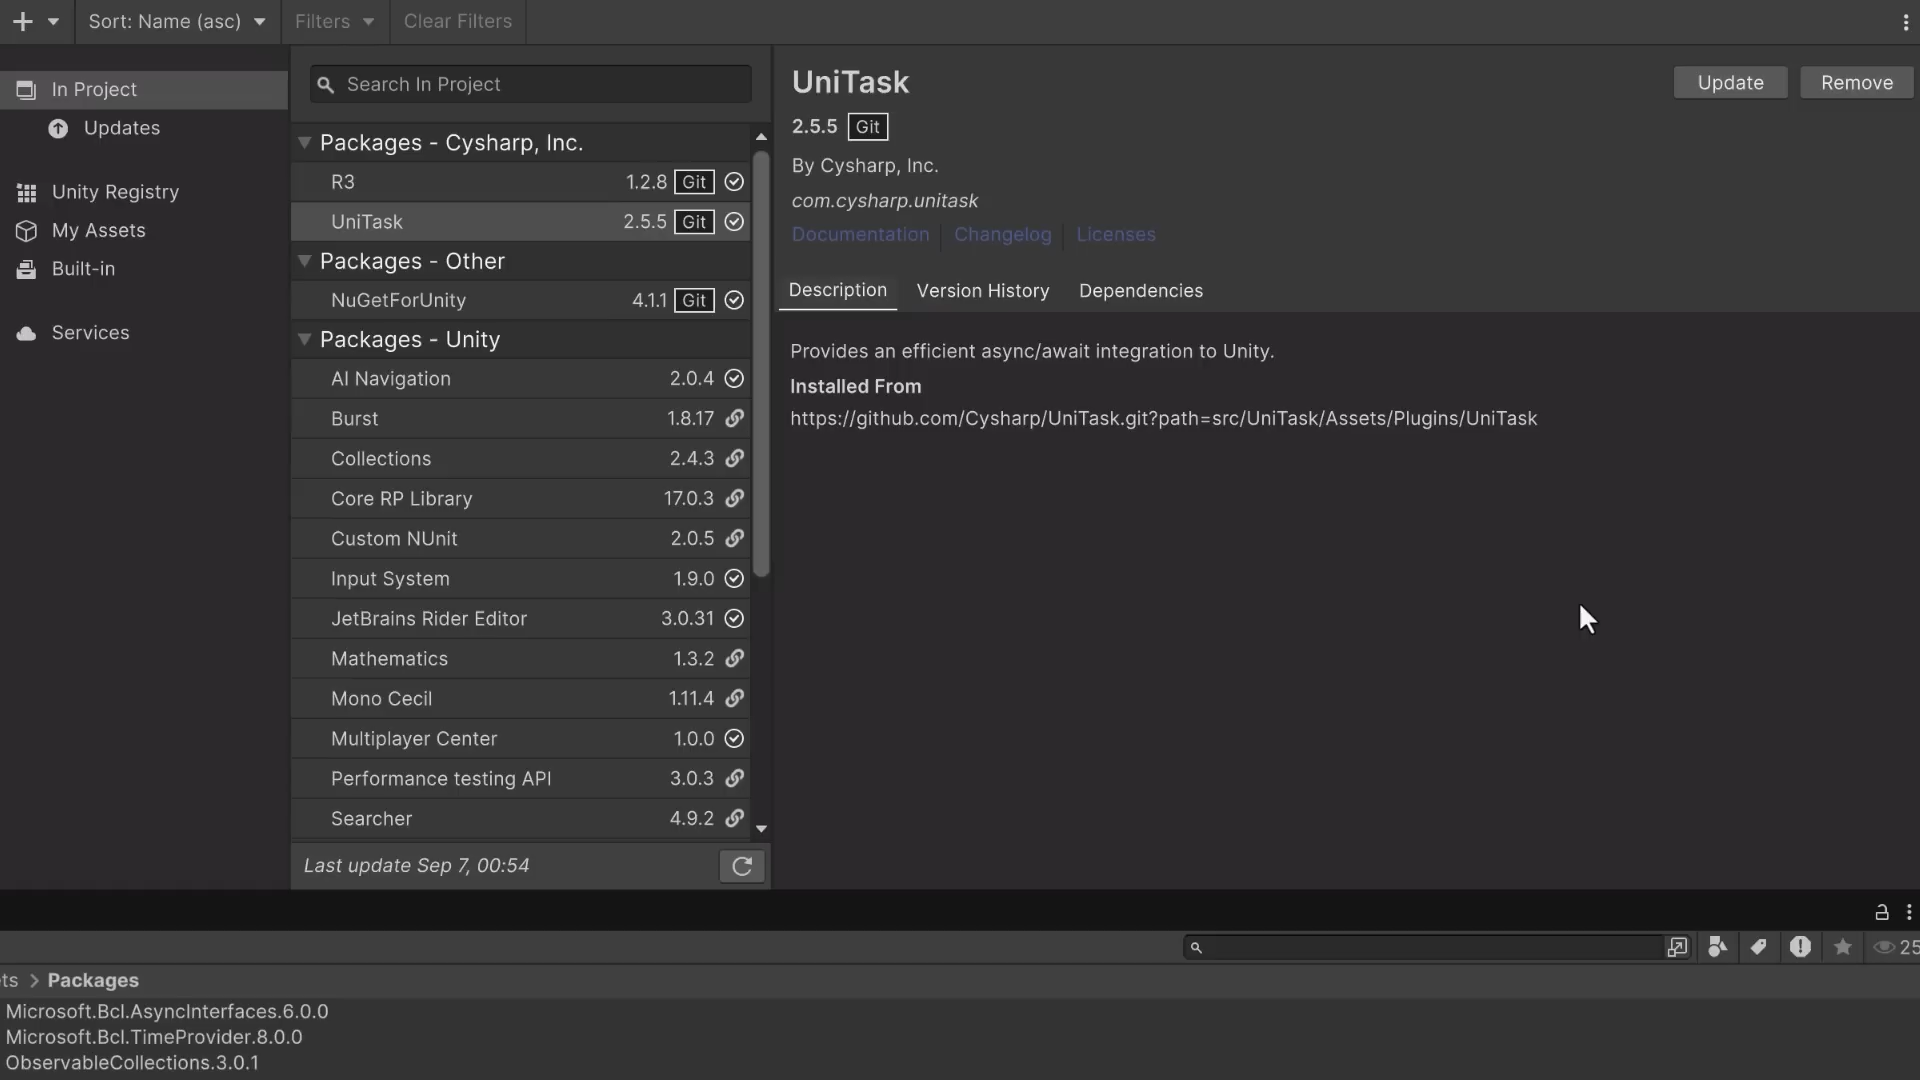 Sort: Name (asc)
Filters
Clear Filters
In Project
Updates
Unity Registry
My Assets
Built-in
Services
Search In Project
Packages - Cysharp, Inc.
R3 1.2.8 Git
UniTask 2.5.5 Git
Packages - Other
NuGetForUnity 4.1.1 Git
Packages - Unity
AI Navigation 2.0.4
Burst 1.8.17
Collections 2.4.3
Core RP Library 17.0.3
Custom NUnit 2.0.5
Input System 1.9.0
JetBrains Rider Editor 3.0.31
Mathematics 1.3.2
Mono Cecil 1.11.4
Multiplayer Center 1.0.0
Performance testing API 3.0.3
Searcher 4.9.2
Last update Sep 7, 00:54
UniTask
Update
Remove
2.5.5 Git
By Cysharp, Inc.
com.cysharp.unitask
Documentation Changelog Licenses
Description Version History Dependencies
Provides an efficient async/await integration to Unity.
Installed From
https://github.com/Cysharp/UniTask.git?path=src/UniTask/Assets/Plugins/UniTask
25
ts > Packages
Microsoft.Bcl.AsyncInterfaces.6.0.0
Microsoft.Bcl.TimeProvider.8.0.0
ObservableCollections.3.0.1